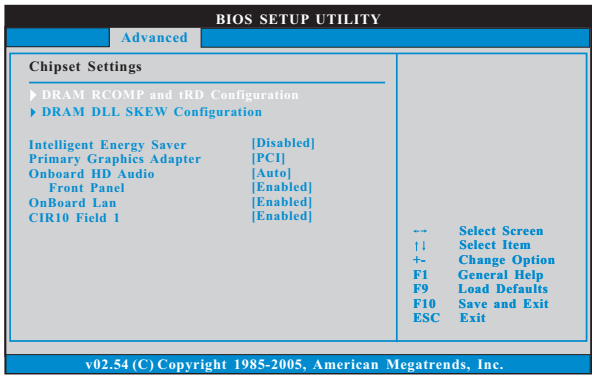 BIOS SETUP UTILITY
Advanced
Chipset Settings
DRAM RCOMP and tRD Configuration
DRAM DLL SKEW Configuration
Intelligent Energy Saver [Disabled]
Primary Graphics Adapter [PCI]
Onboard HD Audio [Auto]
Front Panel [Enabled]
OnBoard Lan [Enabled]
CIR10 Field 1 [Enabled]
←→ Select Screen
↑↓ Select Item
+- Change Option
F1 General Help
F9 Load Defaults
F10 Save and Exit
ESC Exit
v02.54 (C) Copyright 1985-2005, American Megatrends, Inc.